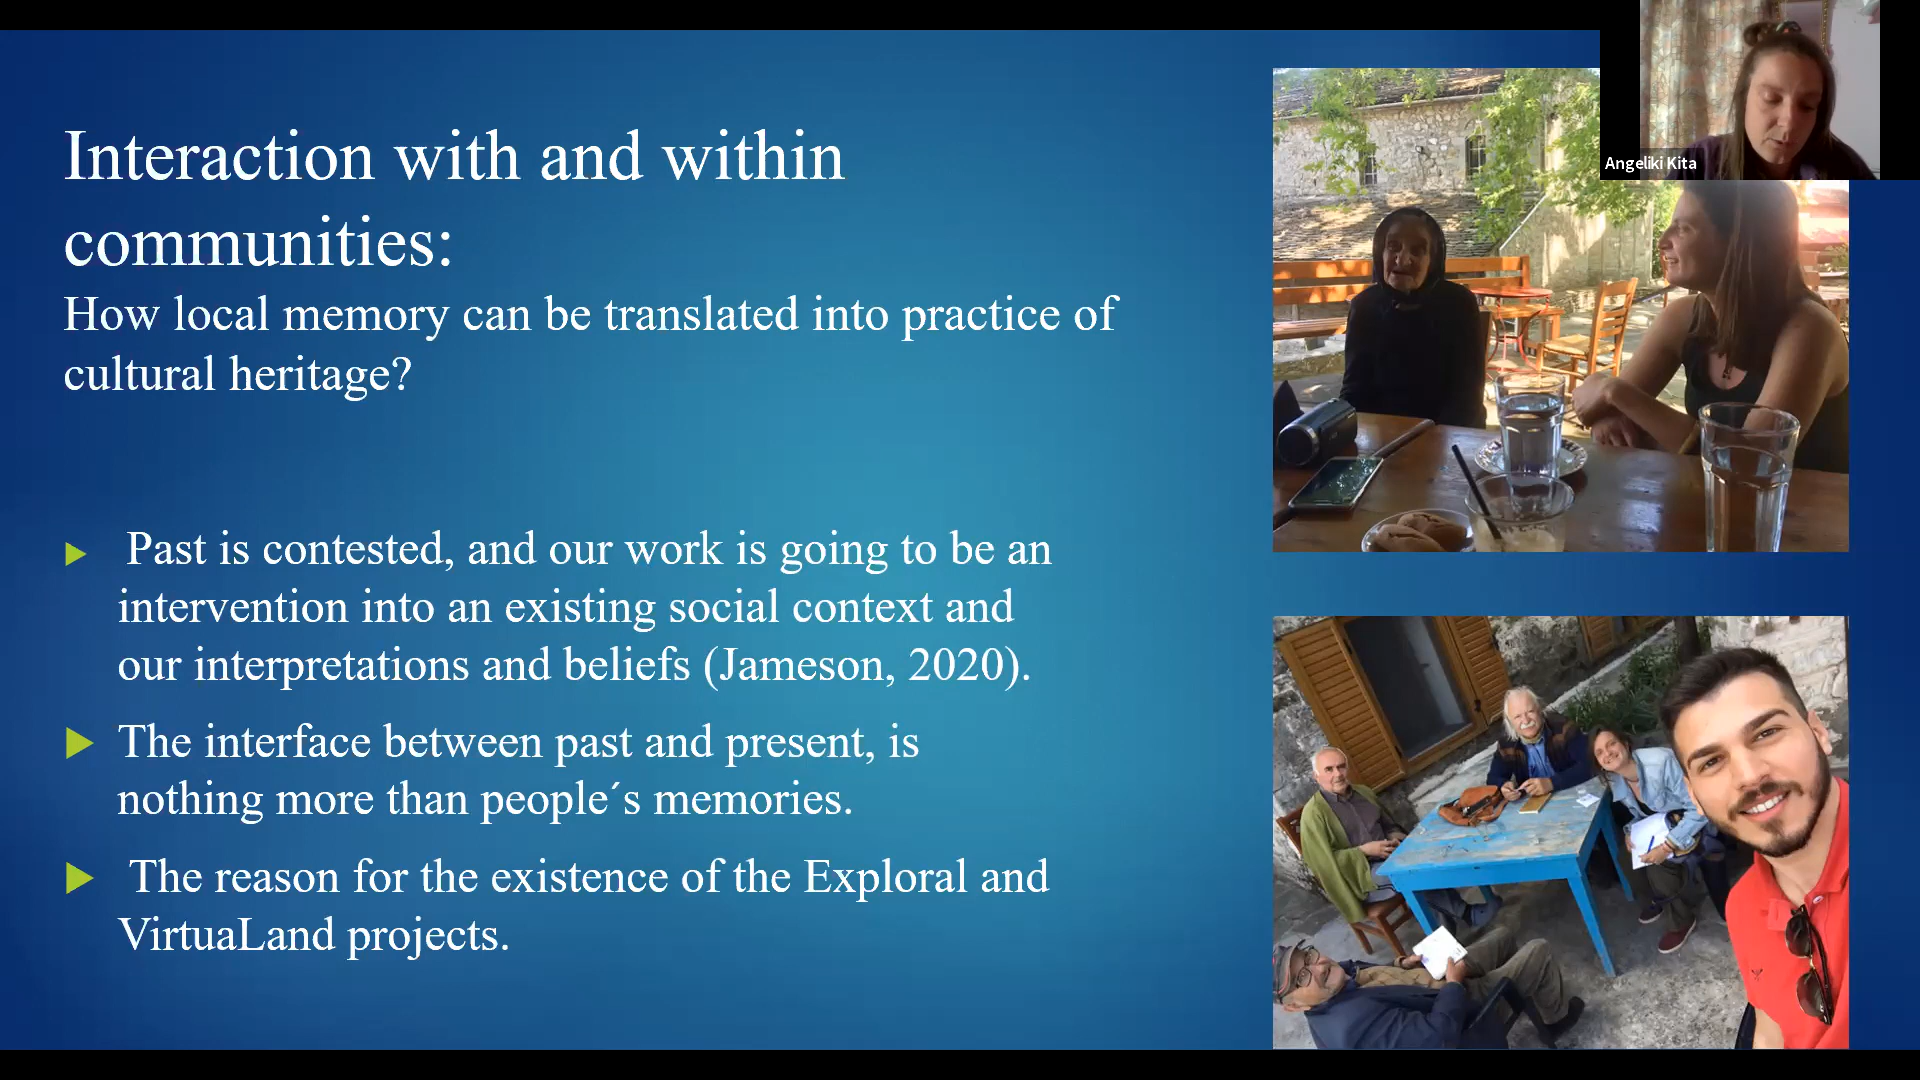 Interaction with and within
communities:
How local memory can be translated into practice of
cultural heritage?
Past is contested, and our work is going to be an
intervention into an existing social context and
our interpretations and beliefs (Jameson, 2020).
The interface between past and present, is
nothing more than people´s memories.
The reason for the existence of the Exploral and
VirtuaLand projects.
Angeliki Kita